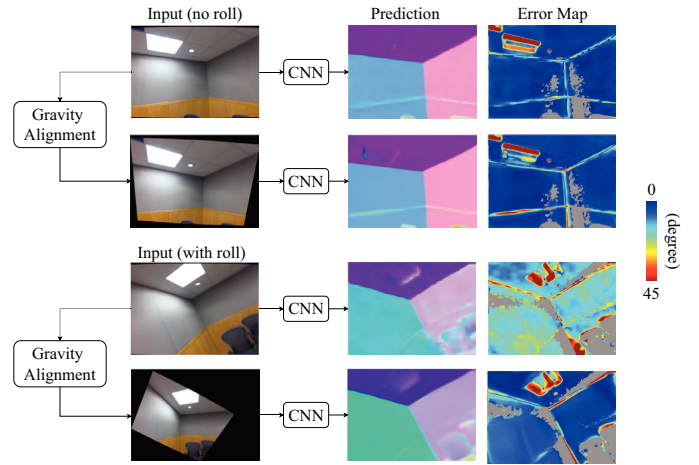 Input (no roll)
Prediction
Error Map
CNN
Gravity
Alignment
CNN
0
(degree)
45
Input (with roll)
CNN
Gravity
Alignment
CNN